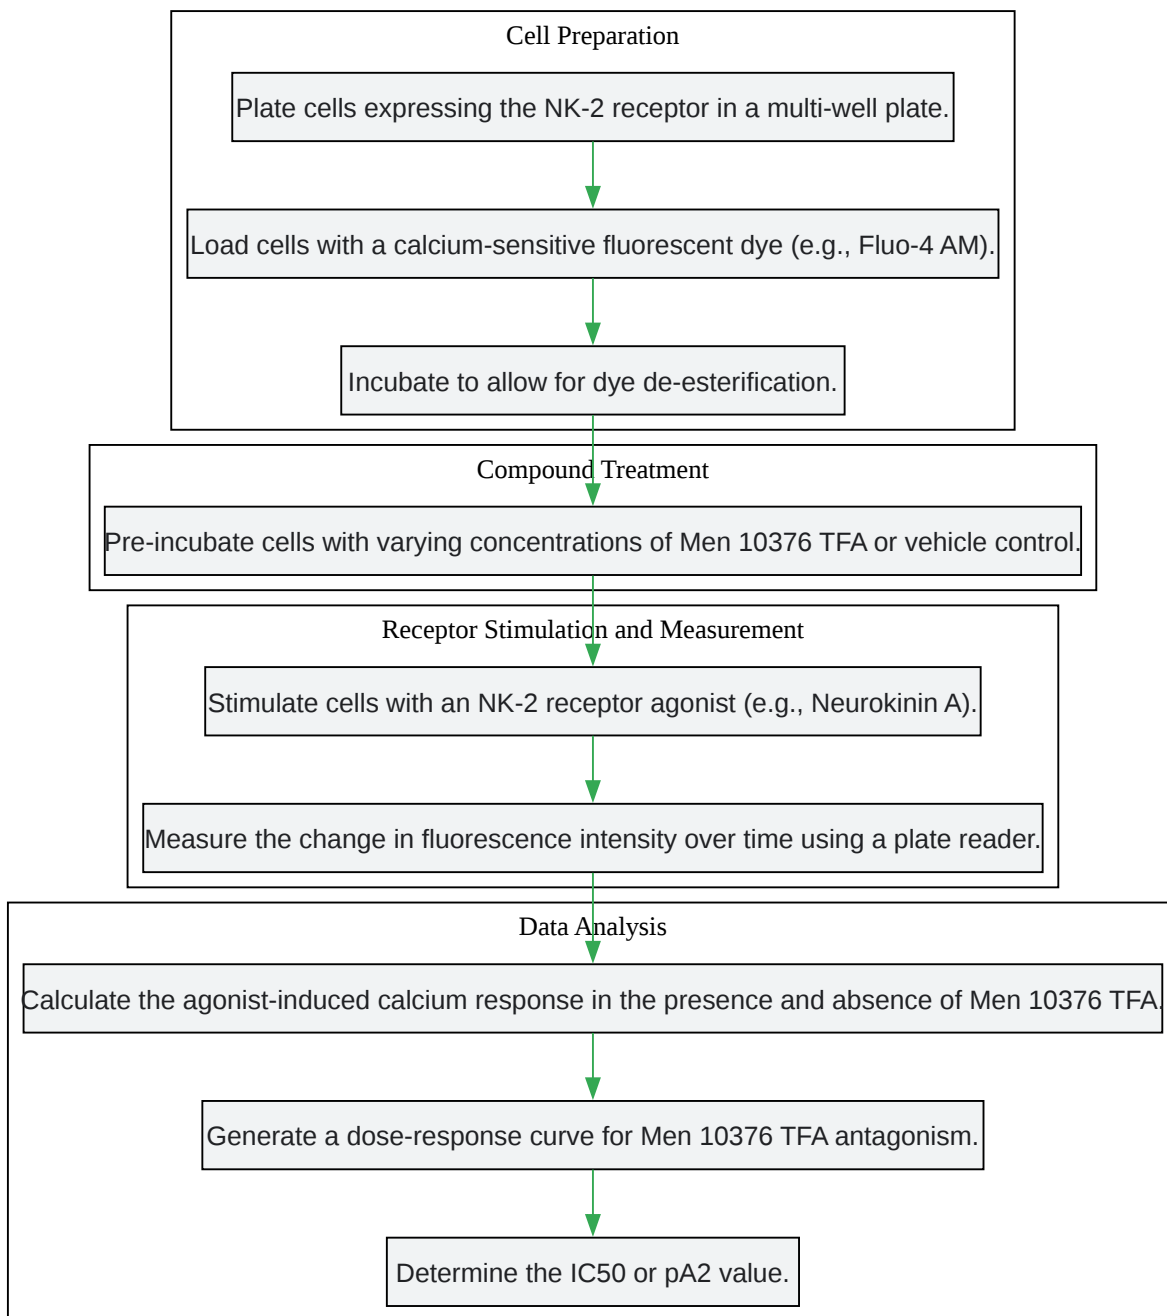 Cell Preparation
Plate cells expressing the NK-2 receptor in a multi-well plate.
Load cells with a calcium-sensitive fluorescent dye (e.g., Fluo-4 AM).
Incubate to allow for dye de-esterification.
Compound Treatment
Pre-incubate cells with varying concentrations of Men 10376 TFA or vehicle control.
Receptor Stimulation and Measurement
Stimulate cells with an NK-2 receptor agonist (e.g., Neurokinin A).
Measure the change in fluorescence intensity over time using a plate reader.
Data Analysis
Calculate the agonist-induced calcium response in the presence and absence of Men 10376 TFA.
Generate a dose-response curve for Men 10376 TFA antagonism.
Determine the IC50 or pA2 value.